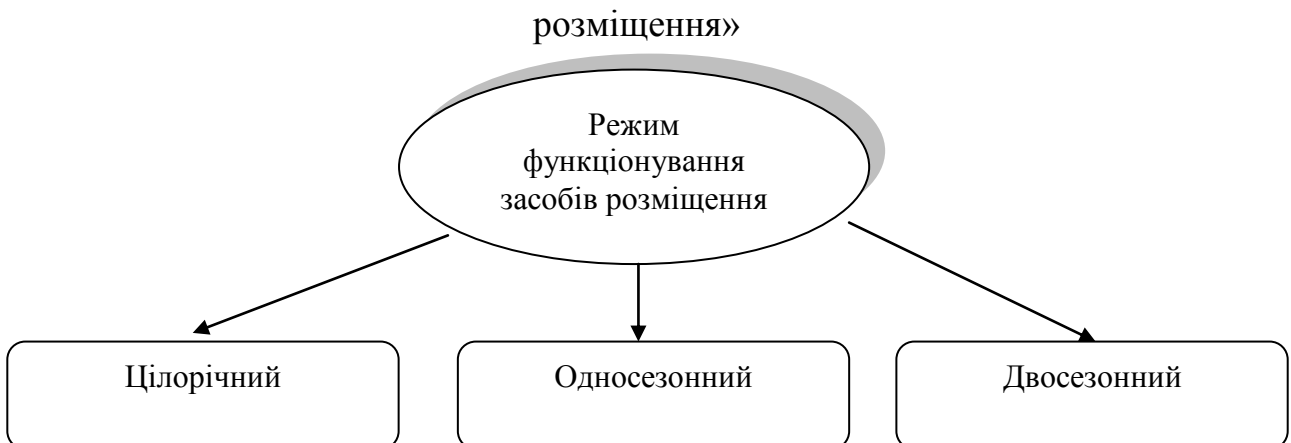 розміщення»
Режим
функціонування
засобів розміщення
Цілорічний
Односезонний
Двосезонний